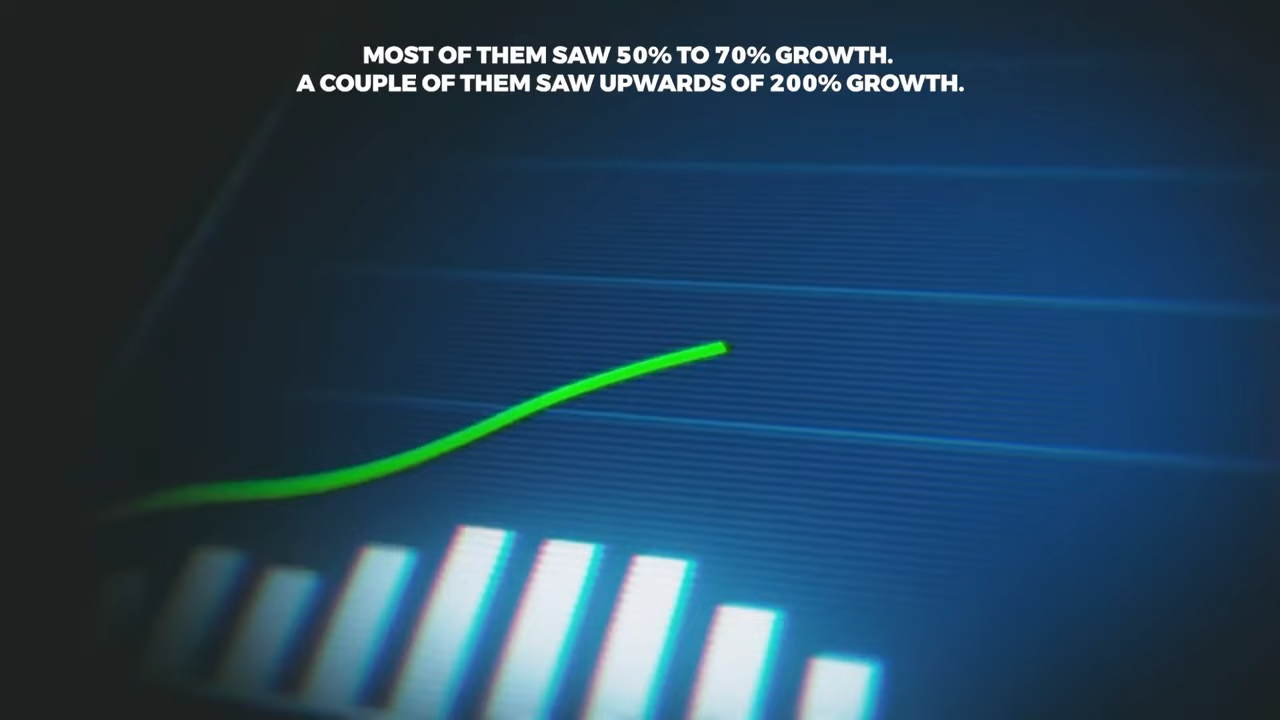 MOST OF THEM SAW 50% TO 70% GROWTH.
A COUPLE OF THEM SAW UPWARDS OF 200% GROWTH.